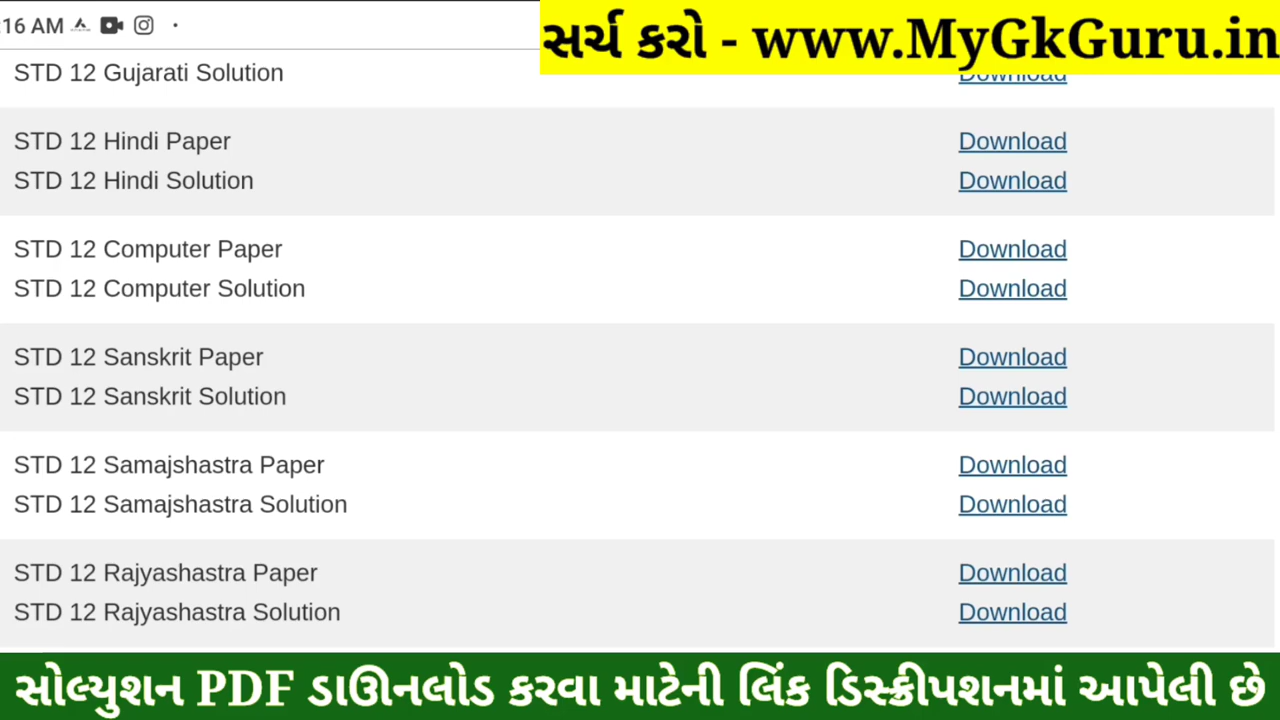 :16 AM
સર્ચ કરો - www.MyGkGuru.in
STD 12 Gujarati Solution Download
STD 12 Hindi Paper Download
STD 12 Hindi Solution Download
STD 12 Computer Paper Download
STD 12 Computer Solution Download
STD 12 Sanskrit Paper Download
STD 12 Sanskrit Solution Download
STD 12 Samajshastra Paper Download
STD 12 Samajshastra Solution Download
STD 12 Rajyashastra Paper Download
STD 12 Rajyashastra Solution Download
સોલ્યુશન PDF ડાઊનલોડ કરવા માટેની લિંક ડિસ્ક્રીપશનમાં આપેલી છે